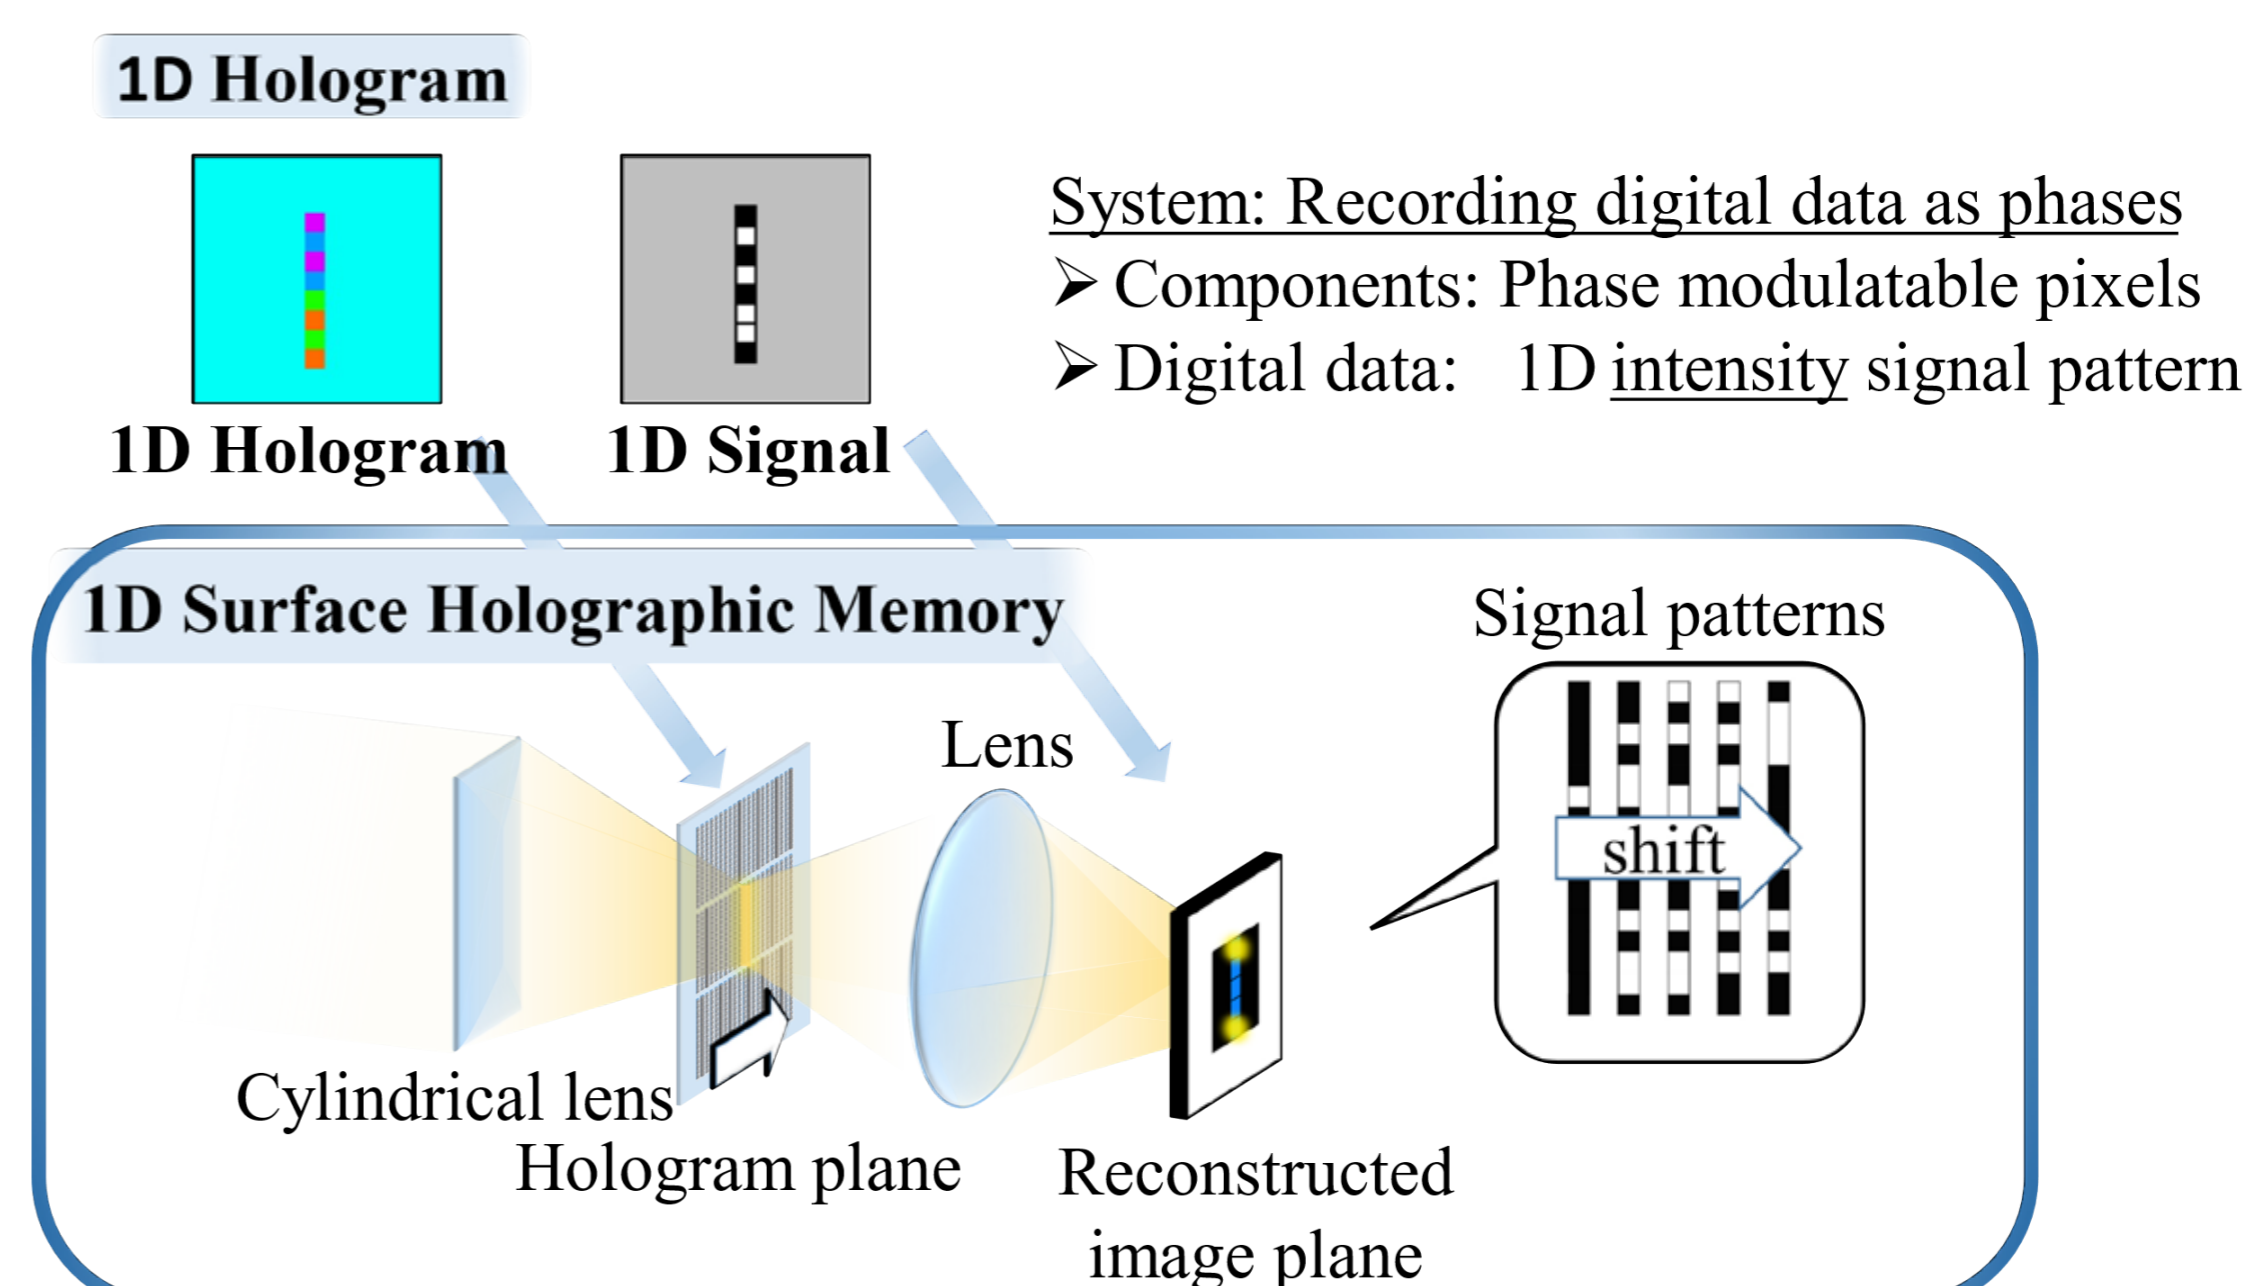 1D Hologram
1D Hologram
1D Signal
System: Recording digital data as phases
➢ Components: Phase modulatable pixels
➢ Digital data: 1D intensity signal pattern
1D Surface Holographic Memory
Signal patterns
Lens
shift
Cylindrical lens
Hologram plane
Reconstructed
image plane